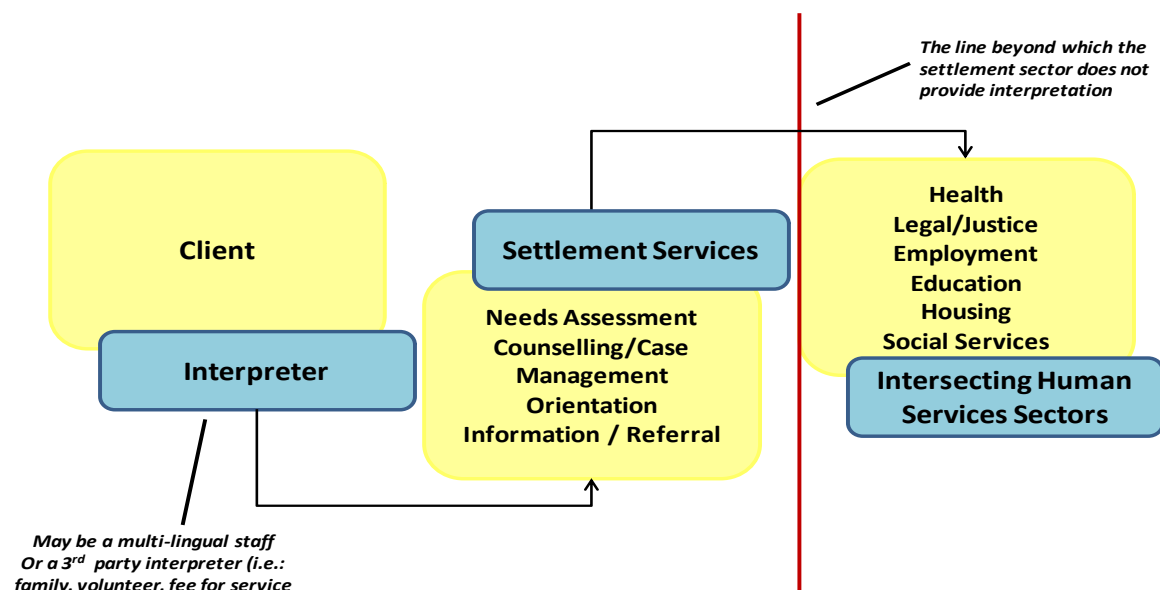 The line beyond which the
settlement sector does not
provide interpretation
Client
Interpreter
Settlement Services
Needs Assessment
Counselling/Case
Management
Orientation
Information / Referral
Health
Legal/Justice
Employment
Education
Housing
Social Services
Intersecting Human
Services Sectors
May be a multi-lingual staff
Or a 3rd party interpreter (i.e.:
family, volunteer, fee for service